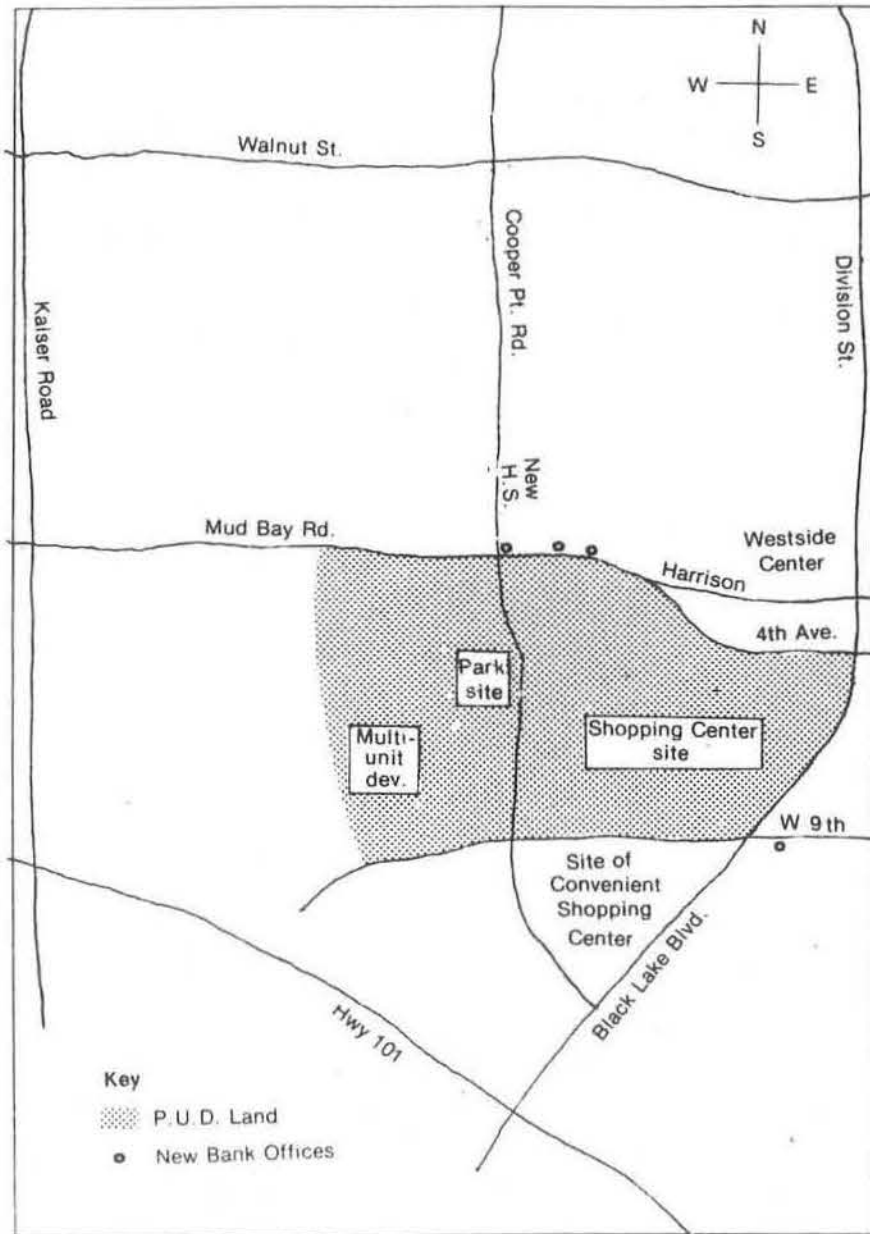 N
W E
S
Walnut St.
Cooper Pt. Rd.
Division St.
Kaiser Road
New
H.S.
Mud Bay Rd.
Westside
Center
Harrison
4th Ave.
Park
site
Shopping Center
site
Multi-
unit
dev.
W 9th
Site of
Convenient
Shopping
Center
Black Lake Blvd.
Hwy 101
Key
P.U.D. Land
New Bank Offices